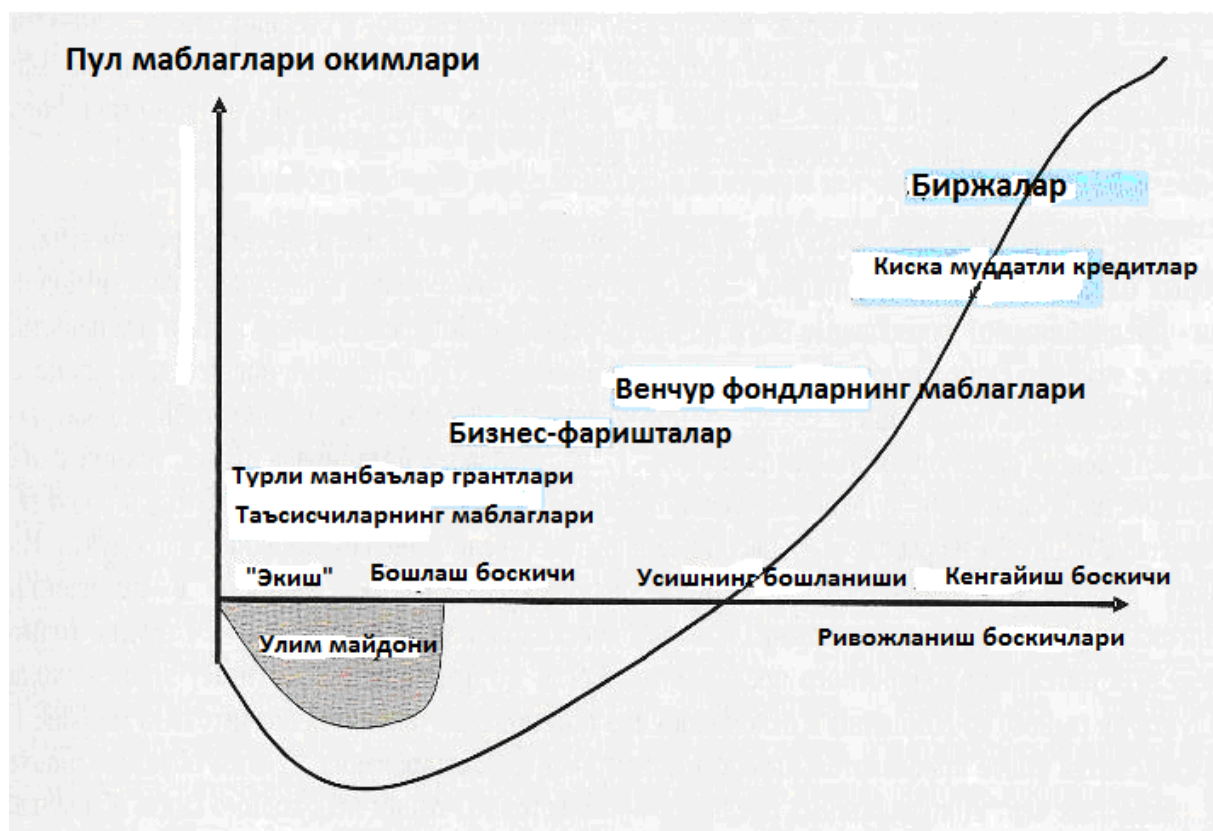 Пул маблаглари окимлари
Биржалар
Киска муддатли кредитлар
Венчур фондларнинг маблаглари
Бизнес-фаришталар
Турли манбаълар грантлари
Таъсисчиларнинг маблаглари
"Экиш" Бошлаш боскичи Усишнинг бошланиши Кенгайиш боскичи
Улим майдони Ривожланиш боскичлари